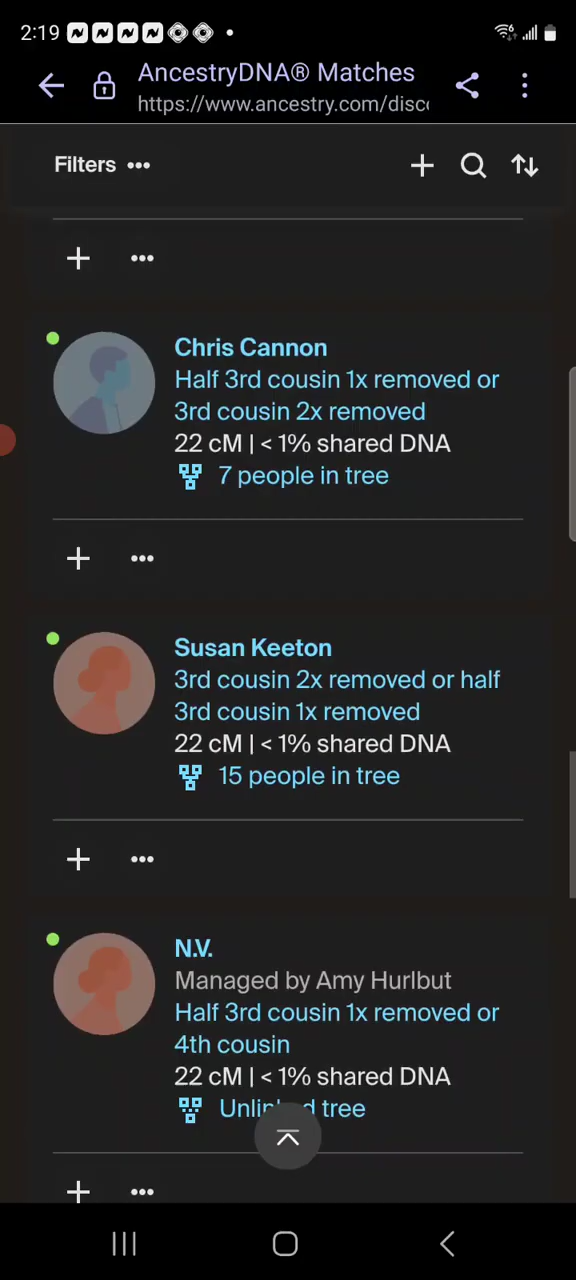 2:19
AncestryDNA® Matches
https://www.ancestry.com/disc
Filters
Chris Cannon
Half 3rd cousin 1x removed or
3rd cousin 2x removed
22 cM | < 1% shared DNA
7 people in tree
Susan Keeton
3rd cousin 2x removed or half
3rd cousin 1x removed
22 cM | < 1% shared DNA
15 people in tree
N.V.
Managed by Amy Hurlbut
Half 3rd cousin 1x removed or
4th cousin
22 cM | < 1% shared DNA
Unlinked tree